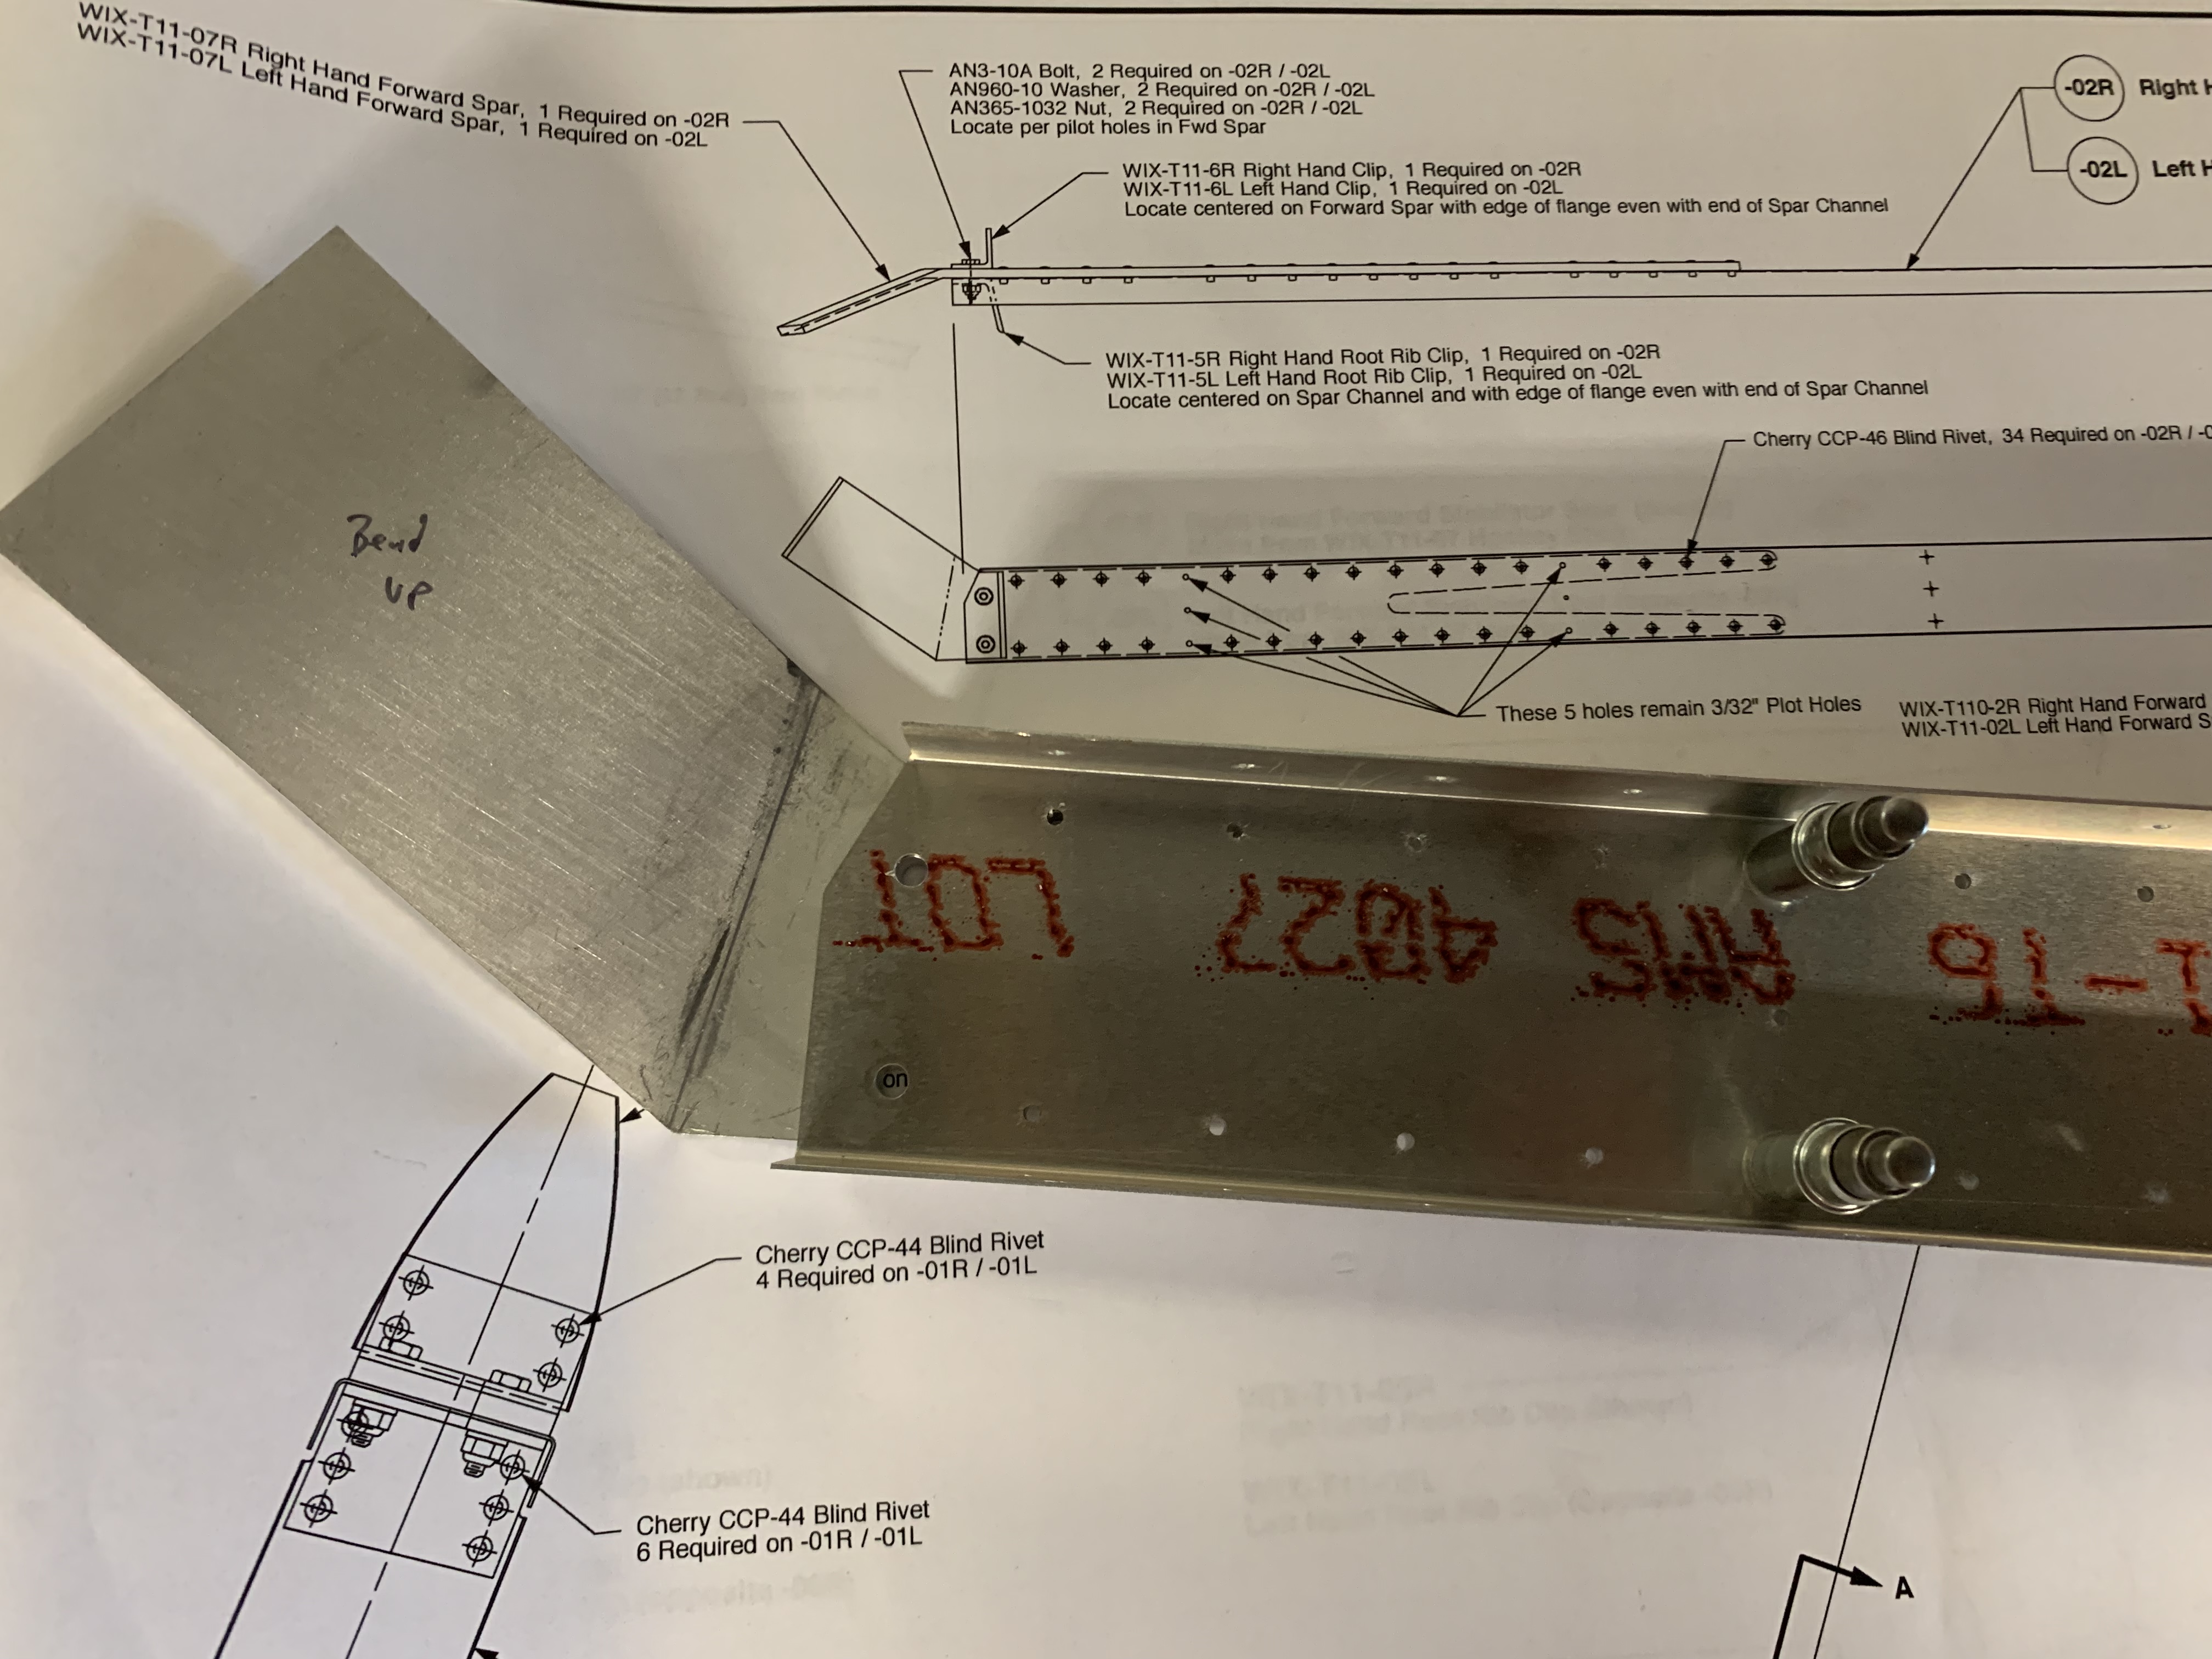 WIX-T11-07R Right Hand Forward Spar, 1 Required on -02R
WIX-T11-07L Left Hand Forward Spar, 1 Required on -02L
AN3-10A Bolt, 2 Required on -02R / -02L
AN960-10 Washer, 2 Required on -02R / -02L
AN365-1032 Nut, 2 Required on -02R / -02L
Locate per pilot holes in Fwd Spar
-02R Right
-02L Left
WIX-T11-6R Right Hand Clip, 1 Required on -02R
WIX-T11-6L Left Hand Clip, 1 Required on -02L
Locate centered on Forward Spar with edge of flange even with end of Spar Channel
WIX-T11-5R Right Hand Root Rib Clip, 1 Required on -02R
WIX-T11-5L Left Hand Root Rib Clip, 1 Required on -02L
Locate centered on Spar Channel and with edge of flange even with end of Spar Channel
Cherry CCP-46 Blind Rivet, 34 Required on -02R /
Bend
up
These 5 holes remain 3/32" Plot Holes
WIX-T110-2R Right Hand Forward
WIX-T11-02L Left Hand Forward
LOT 4027 AMS
on
Cherry CCP-44 Blind Rivet
4 Required on -01R / -01L
Cherry CCP-44 Blind Rivet
6 Required on -01R / -01L
A